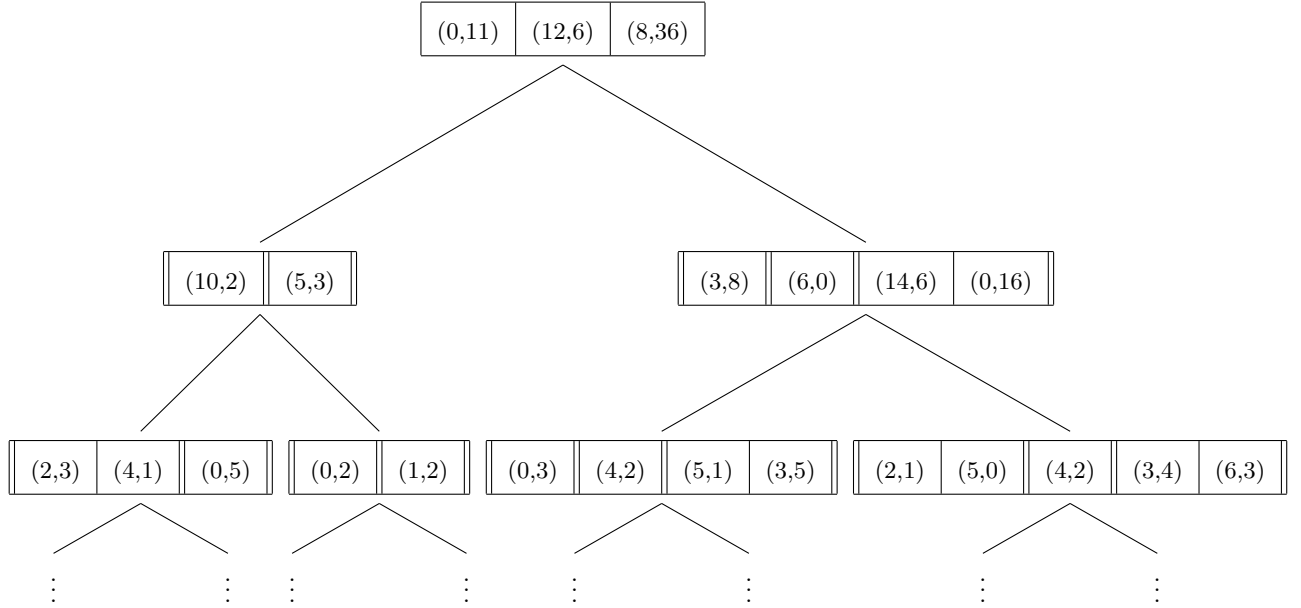 (0,11) (12,6) (8,36)
(10,2) (5,3) (3,8) (6,0) (14,6) (0,16)
(2,3) (4,1) (0,5) (0,2) (1,2) (0,3) (4,2) (5,1) (3,5) (2,1) (5,0) (4,2) (3,4) (6,3)
⋮ ⋮ ⋮ ⋮ ⋮ ⋮ ⋮ ⋮